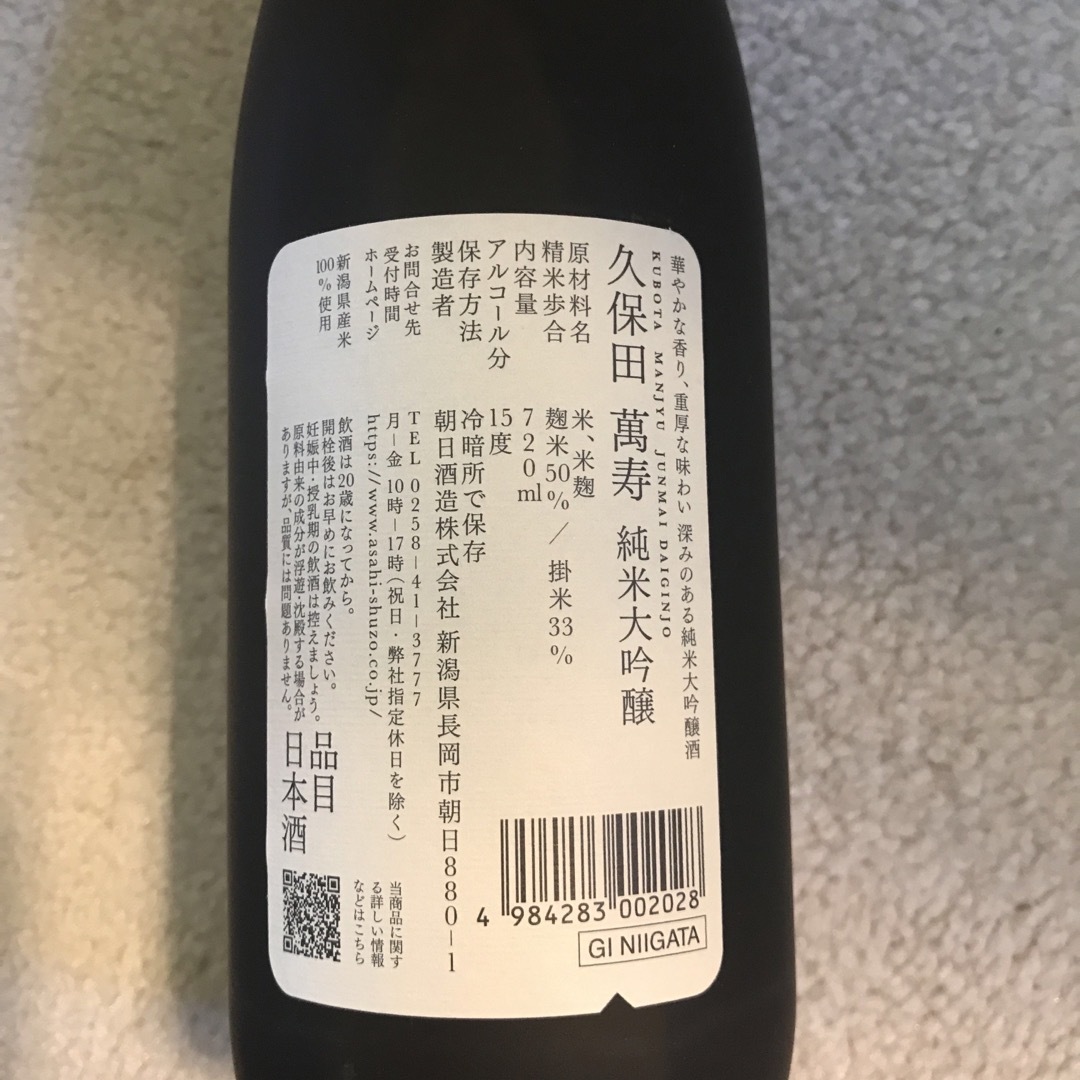 華やかな香り、重厚な味わい 深みのある純米大吟醸酒
KUBOTA MANJYU JUNMAI DAIGINJO
久保田 萬寿 純米大吟醸
原材料名 米、米麹
精米歩合 麹米50%／掛米33%
内容量 720ml
アルコール分 15度
保存方法 冷暗所で保存
製造者 朝日酒造株式会社 新潟県長岡市朝日880-1
お問合せ先 TEL 0258-41-3777
受付時間 月-金 10時-17時(祝日・弊社指定休日を除く)
ホームページ https://www.asahi-shuzo.co.jp/
新潟県産米
100%使用
飲酒は20歳になってから。
開栓後はお早めにお飲みください。
妊娠中・授乳期の飲酒は控えましょう。
原料由来の成分が浮遊・沈殿する場合が
ありますが、品質には問題ありません。
品目
日本酒
当商品に関す
る詳しい情報
などはこちら
4 984283 002028
GI NIIGATA